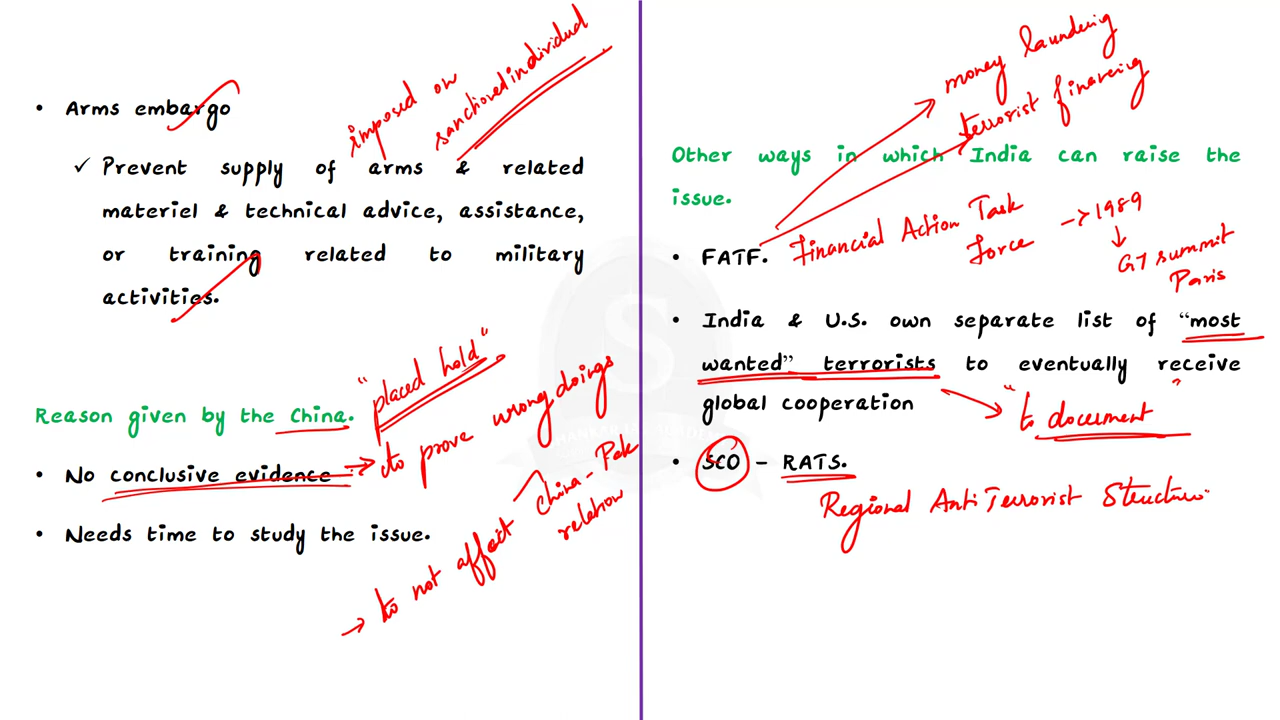 • Arms embargo
imposed on
sanctioned individual
✓ Prevent supply of arms & related
materiel & technical advice, assistance,
or training related to military
activities.
"placed hold"
Reason given by the China.
• No conclusive evidence
→ to prove wrong doings
• Needs time to study the issue.
→ to not affect China-Pak
relation
money laundering
terrorist financing
Other ways in which India can raise the
issue.
• FATF.
Financial Action Task
Force
→ 1989
↓
G7 summit
Paris
• India & U.S. own separate list of "most
wanted" terrorists to eventually receive
global cooperation
"to document
• SCO - RATS.
Regional Anti Terrorist Structure